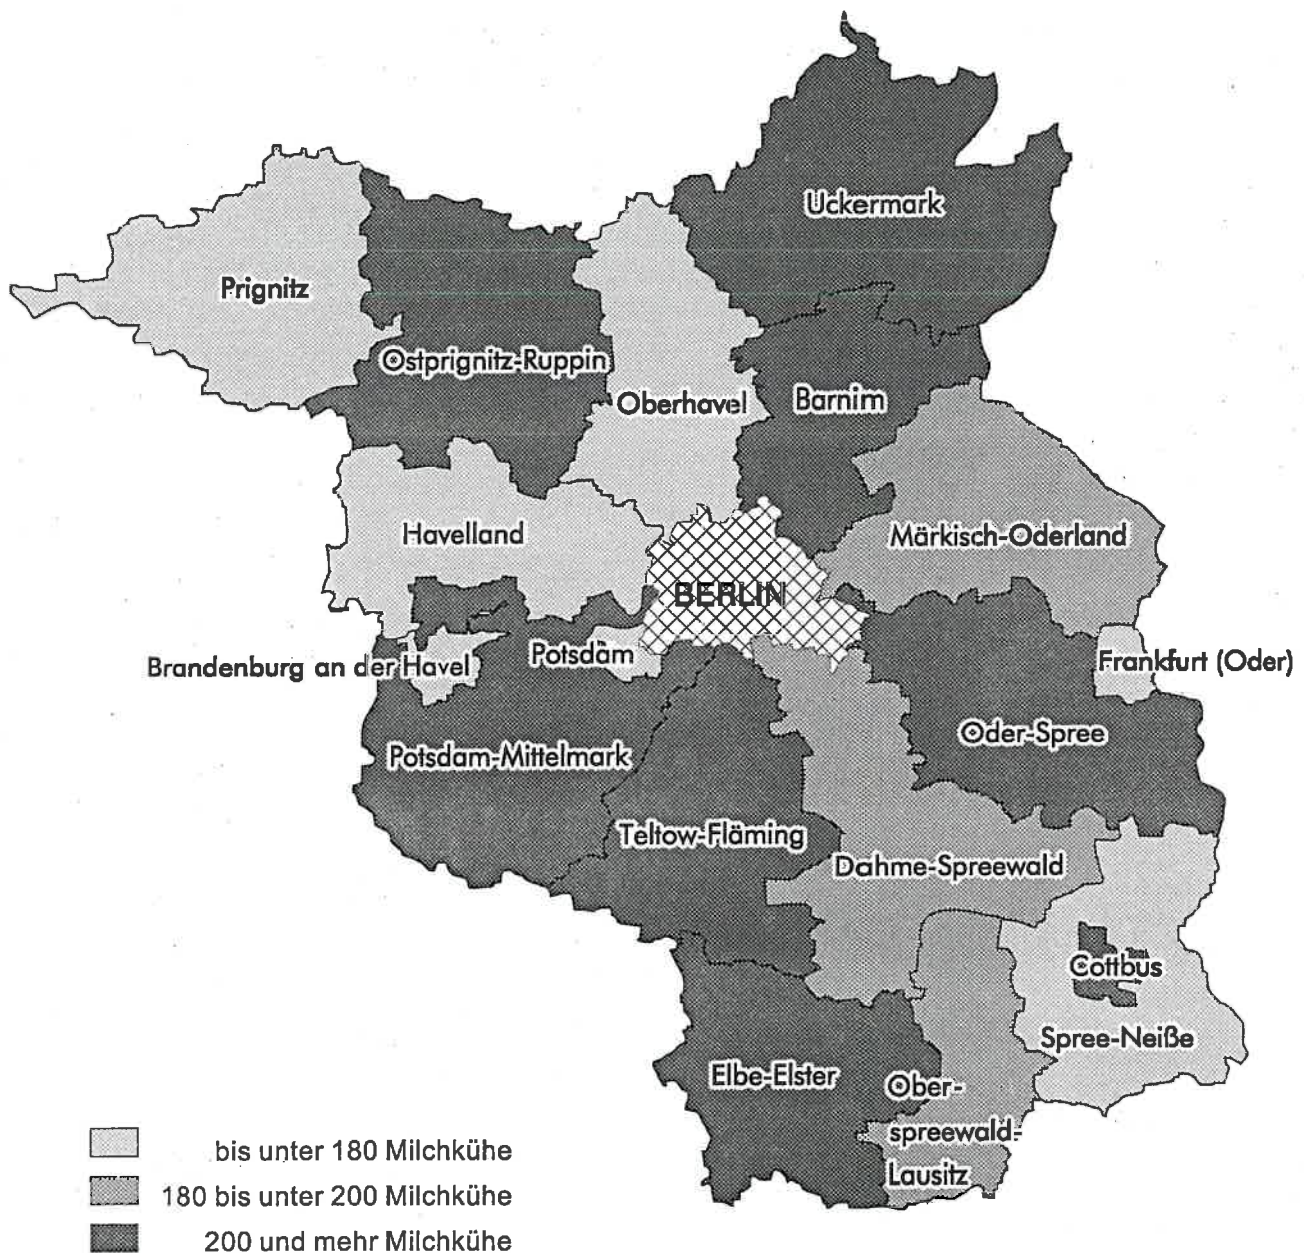 Uckermark
Prignitz
Ostprignitz-Ruppin
Oberhavel
Barnim
Havelland
Märkisch-Oderland
BERLIN
Brandenburg an der Havel
Potsdam
Frankfurt (Oder)
Oder-Spree
Potsdam-Mittelmark
Teltow-Fläming
Dahme-Spreewald
Cottbus
Spree-Neiße
Elbe-Elster
Ober-
spreewald-
Lausitz
bis unter 180 Milchkühe
180 bis unter 200 Milchkühe
200 und mehr Milchkühe